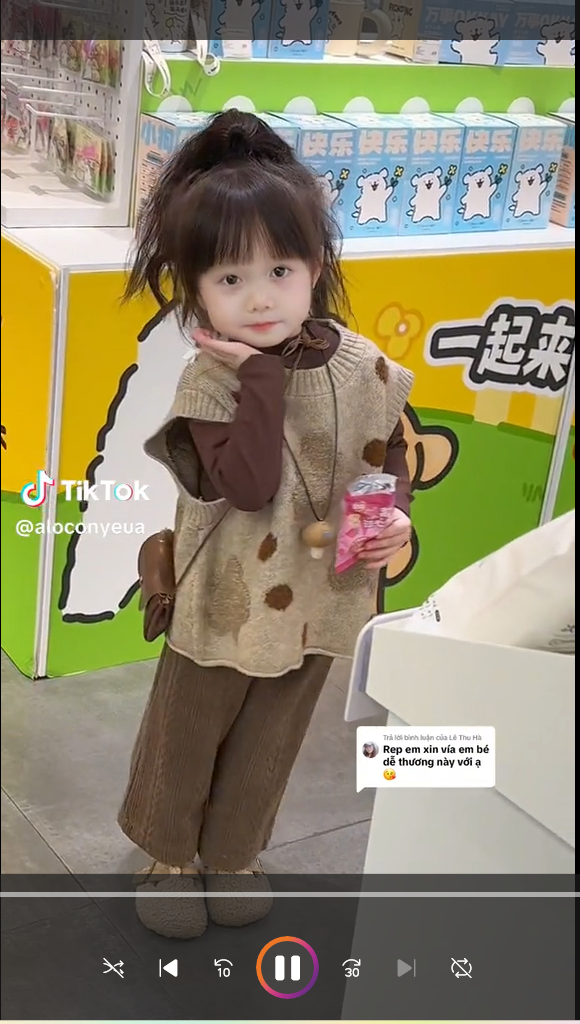 快乐
快乐
快乐
快乐
快乐
一起来
TikTok
@aloconyeua
Trả lời bình luận của Lê Thu Hà
Rep em xin vía em bé
dễ thương này với ạ
10
30